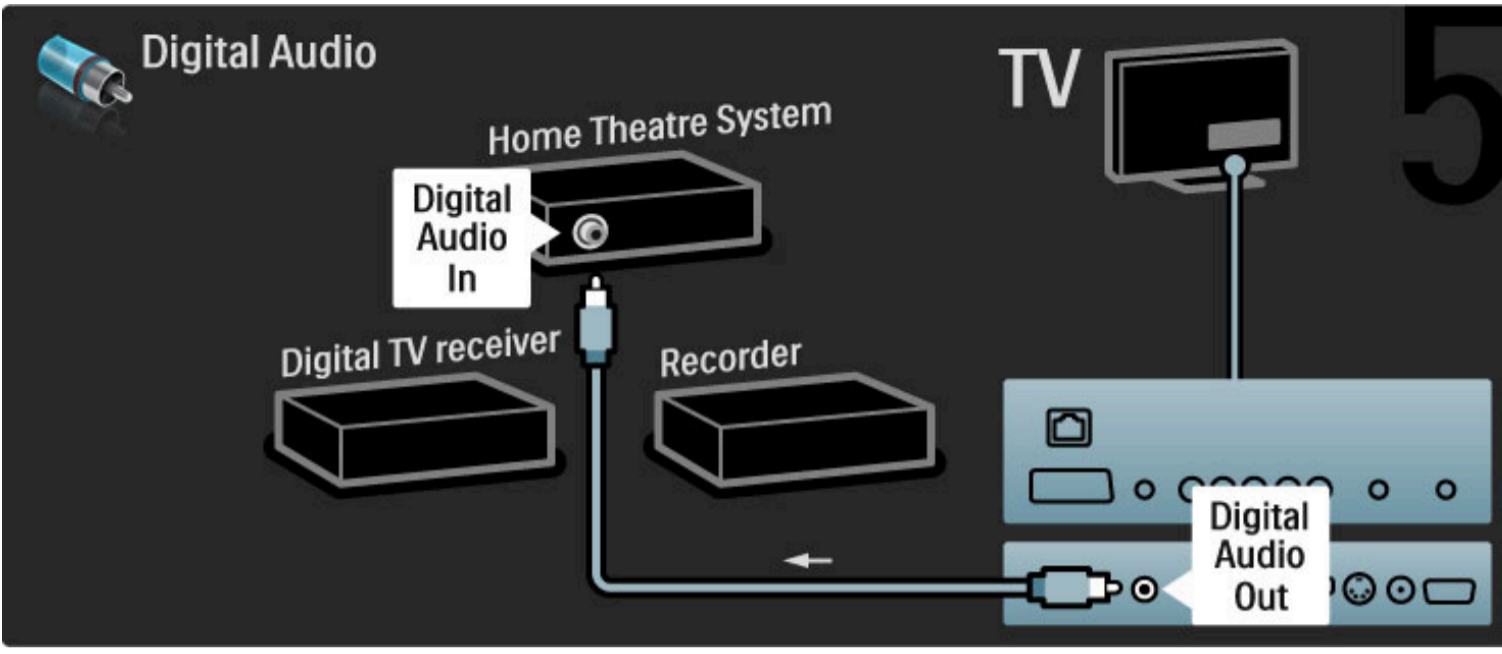 Digital Audio
TV
5
Home Theatre System
Digital
Audio
In
Digital TV receiver
Recorder
Digital
Audio
Out